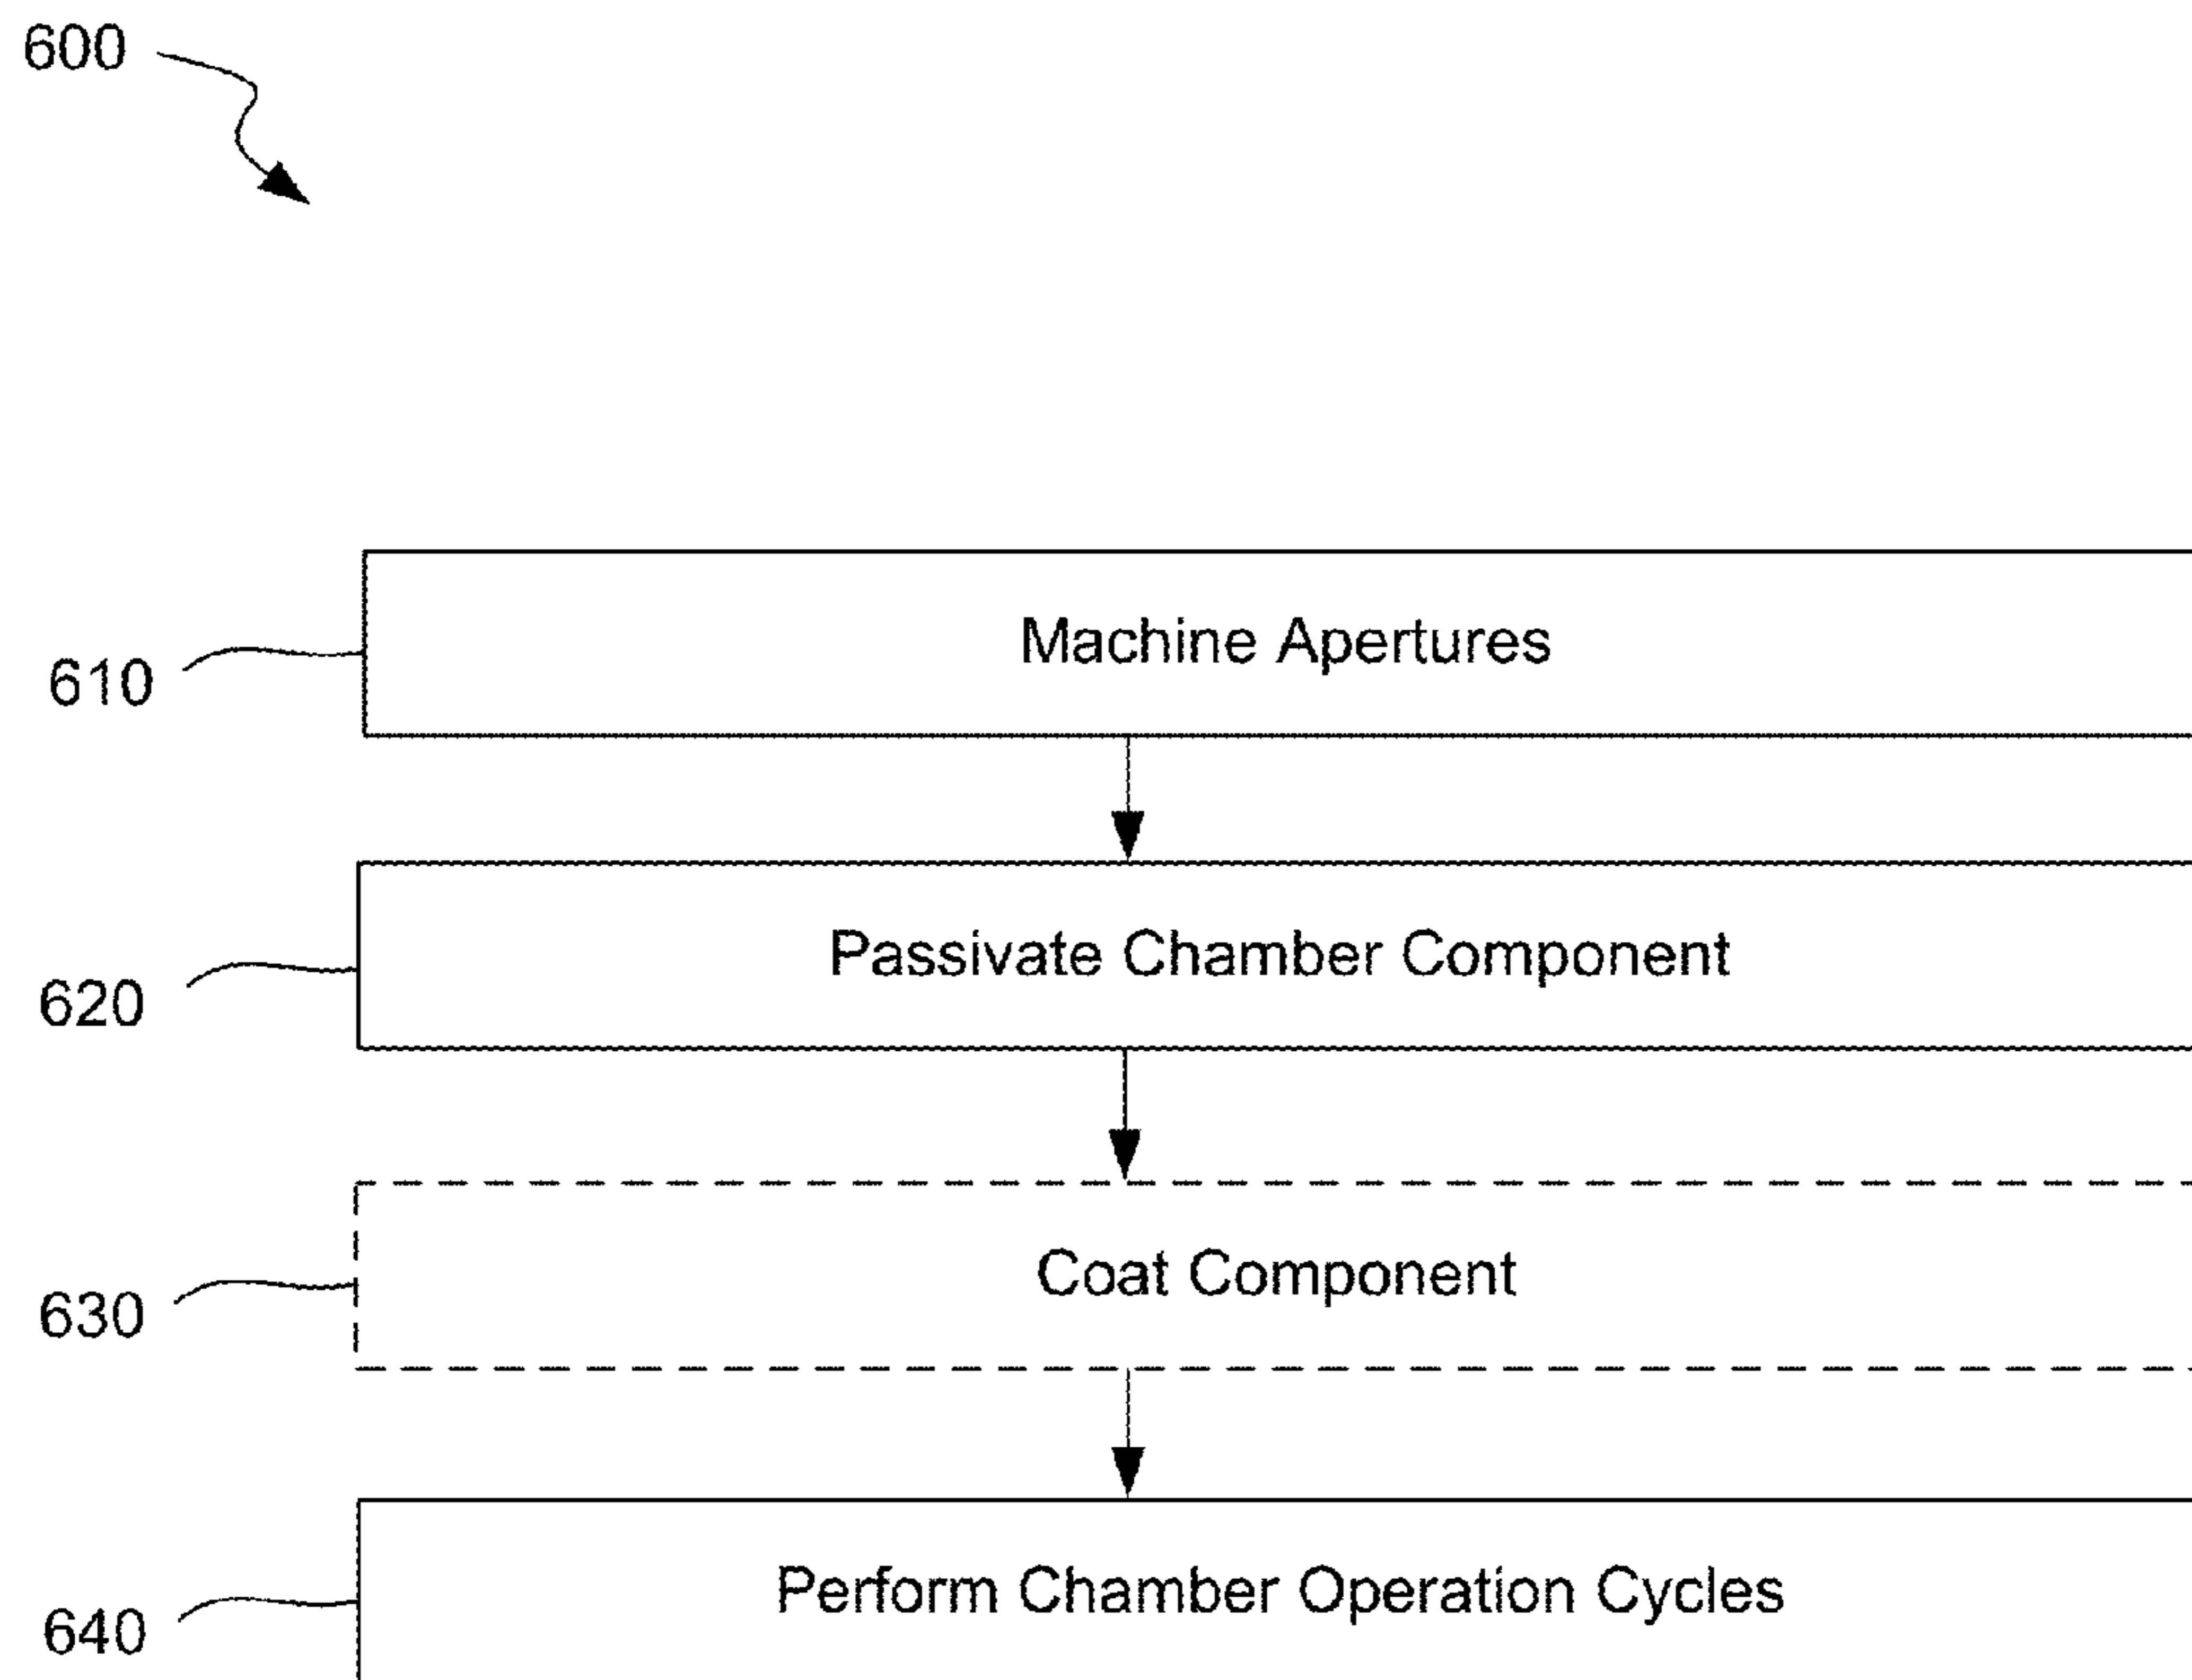 600
610
Machine Apertures
620
Passivate Chamber Component
630
Coat Component
640
Perform Chamber Operation Cycles